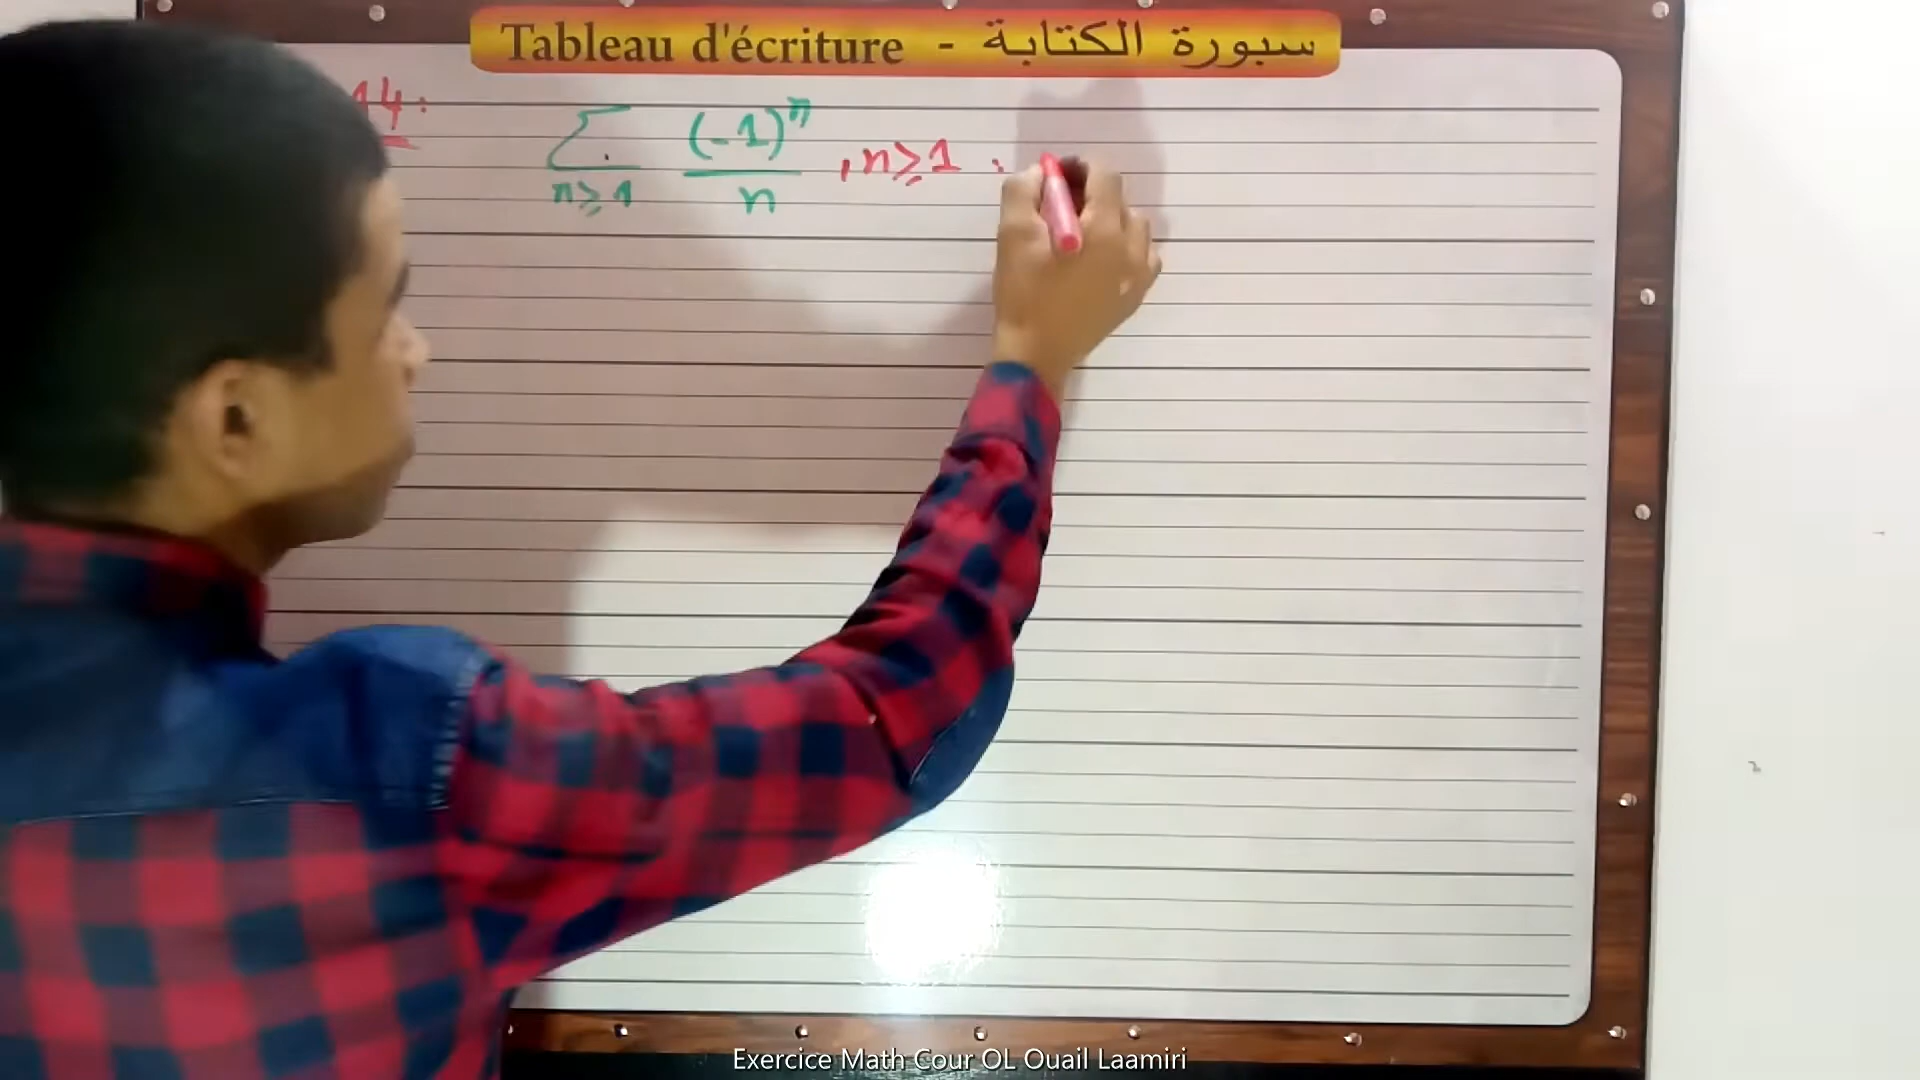 Tableau d'écriture - سبورة الكتابة
14:
∑ n≥1 (-1)^n / n , n≥1 :
Exercice Math Cour OL Ouail Laamiri